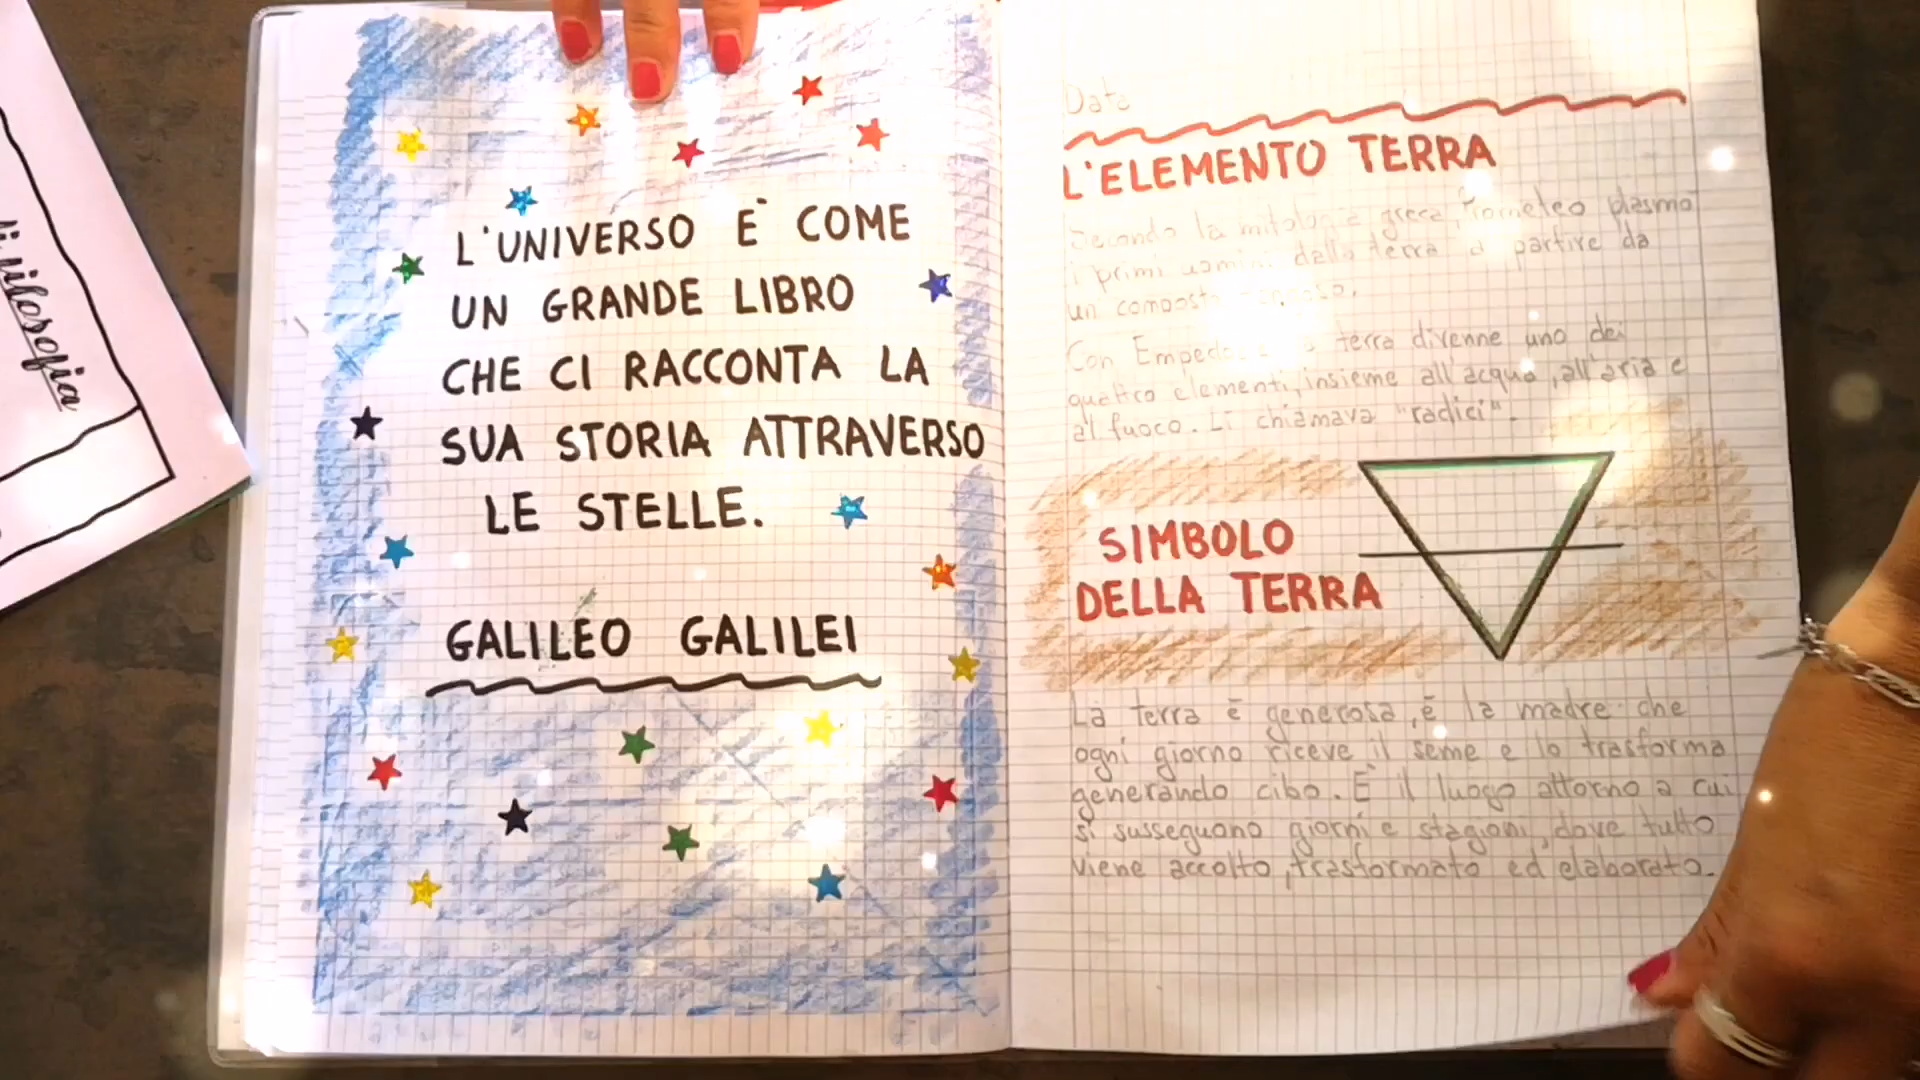 filosofia
L'UNIVERSO E' COME
UN GRANDE LIBRO
CHE CI RACCONTA LA
SUA STORIA ATTRAVERSO
LE STELLE.
GALILEO GALILEI
Data
L'ELEMENTO TERRA
Secondo la mitologia greca, Prometeo plasmò
i primi uomini dalla terra a partire da
un composto
Con terra divenne uno dei
quattro elementi, insieme all'acqua, all'aria e
al fuoco. Li chiamava "radici".
SIMBOLO
DELLA TERRA
La terra è generosa, è la madre che
ogni giorno riceve il seme e lo trasforma
generando cibo. E' il luogo attorno a cui
si susseguono giorni e stagioni, dove tutto
viene accolto, trasformato ed elaborato.